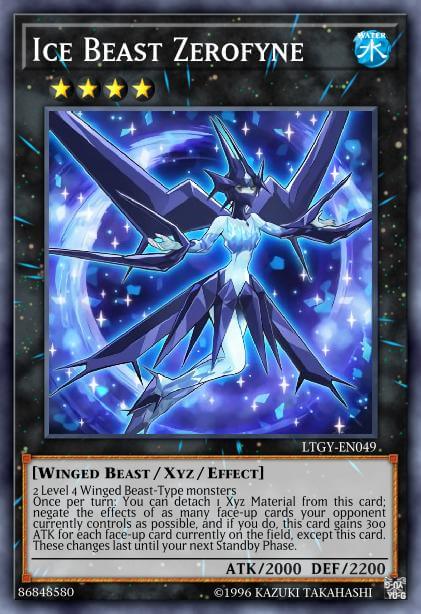 ICE BEAST ZEROFYNE
WATER
水
LTGY-EN049
[WINGED BEAST/XYZ/EFFECT]
2 Level 4 Winged Beast-Type monsters
Once per turn: You can detach 1 Xyz Material from this card;
negate the effects of as many face-up cards your opponent
currently controls as possible, and if you do, this card gains 300
ATK for each face-up card currently on the field, except this card.
These changes last until your next Standby Phase.
ATK/2000 DEF/2200
86848580
©1996 KAZUKI TAKAHASHI